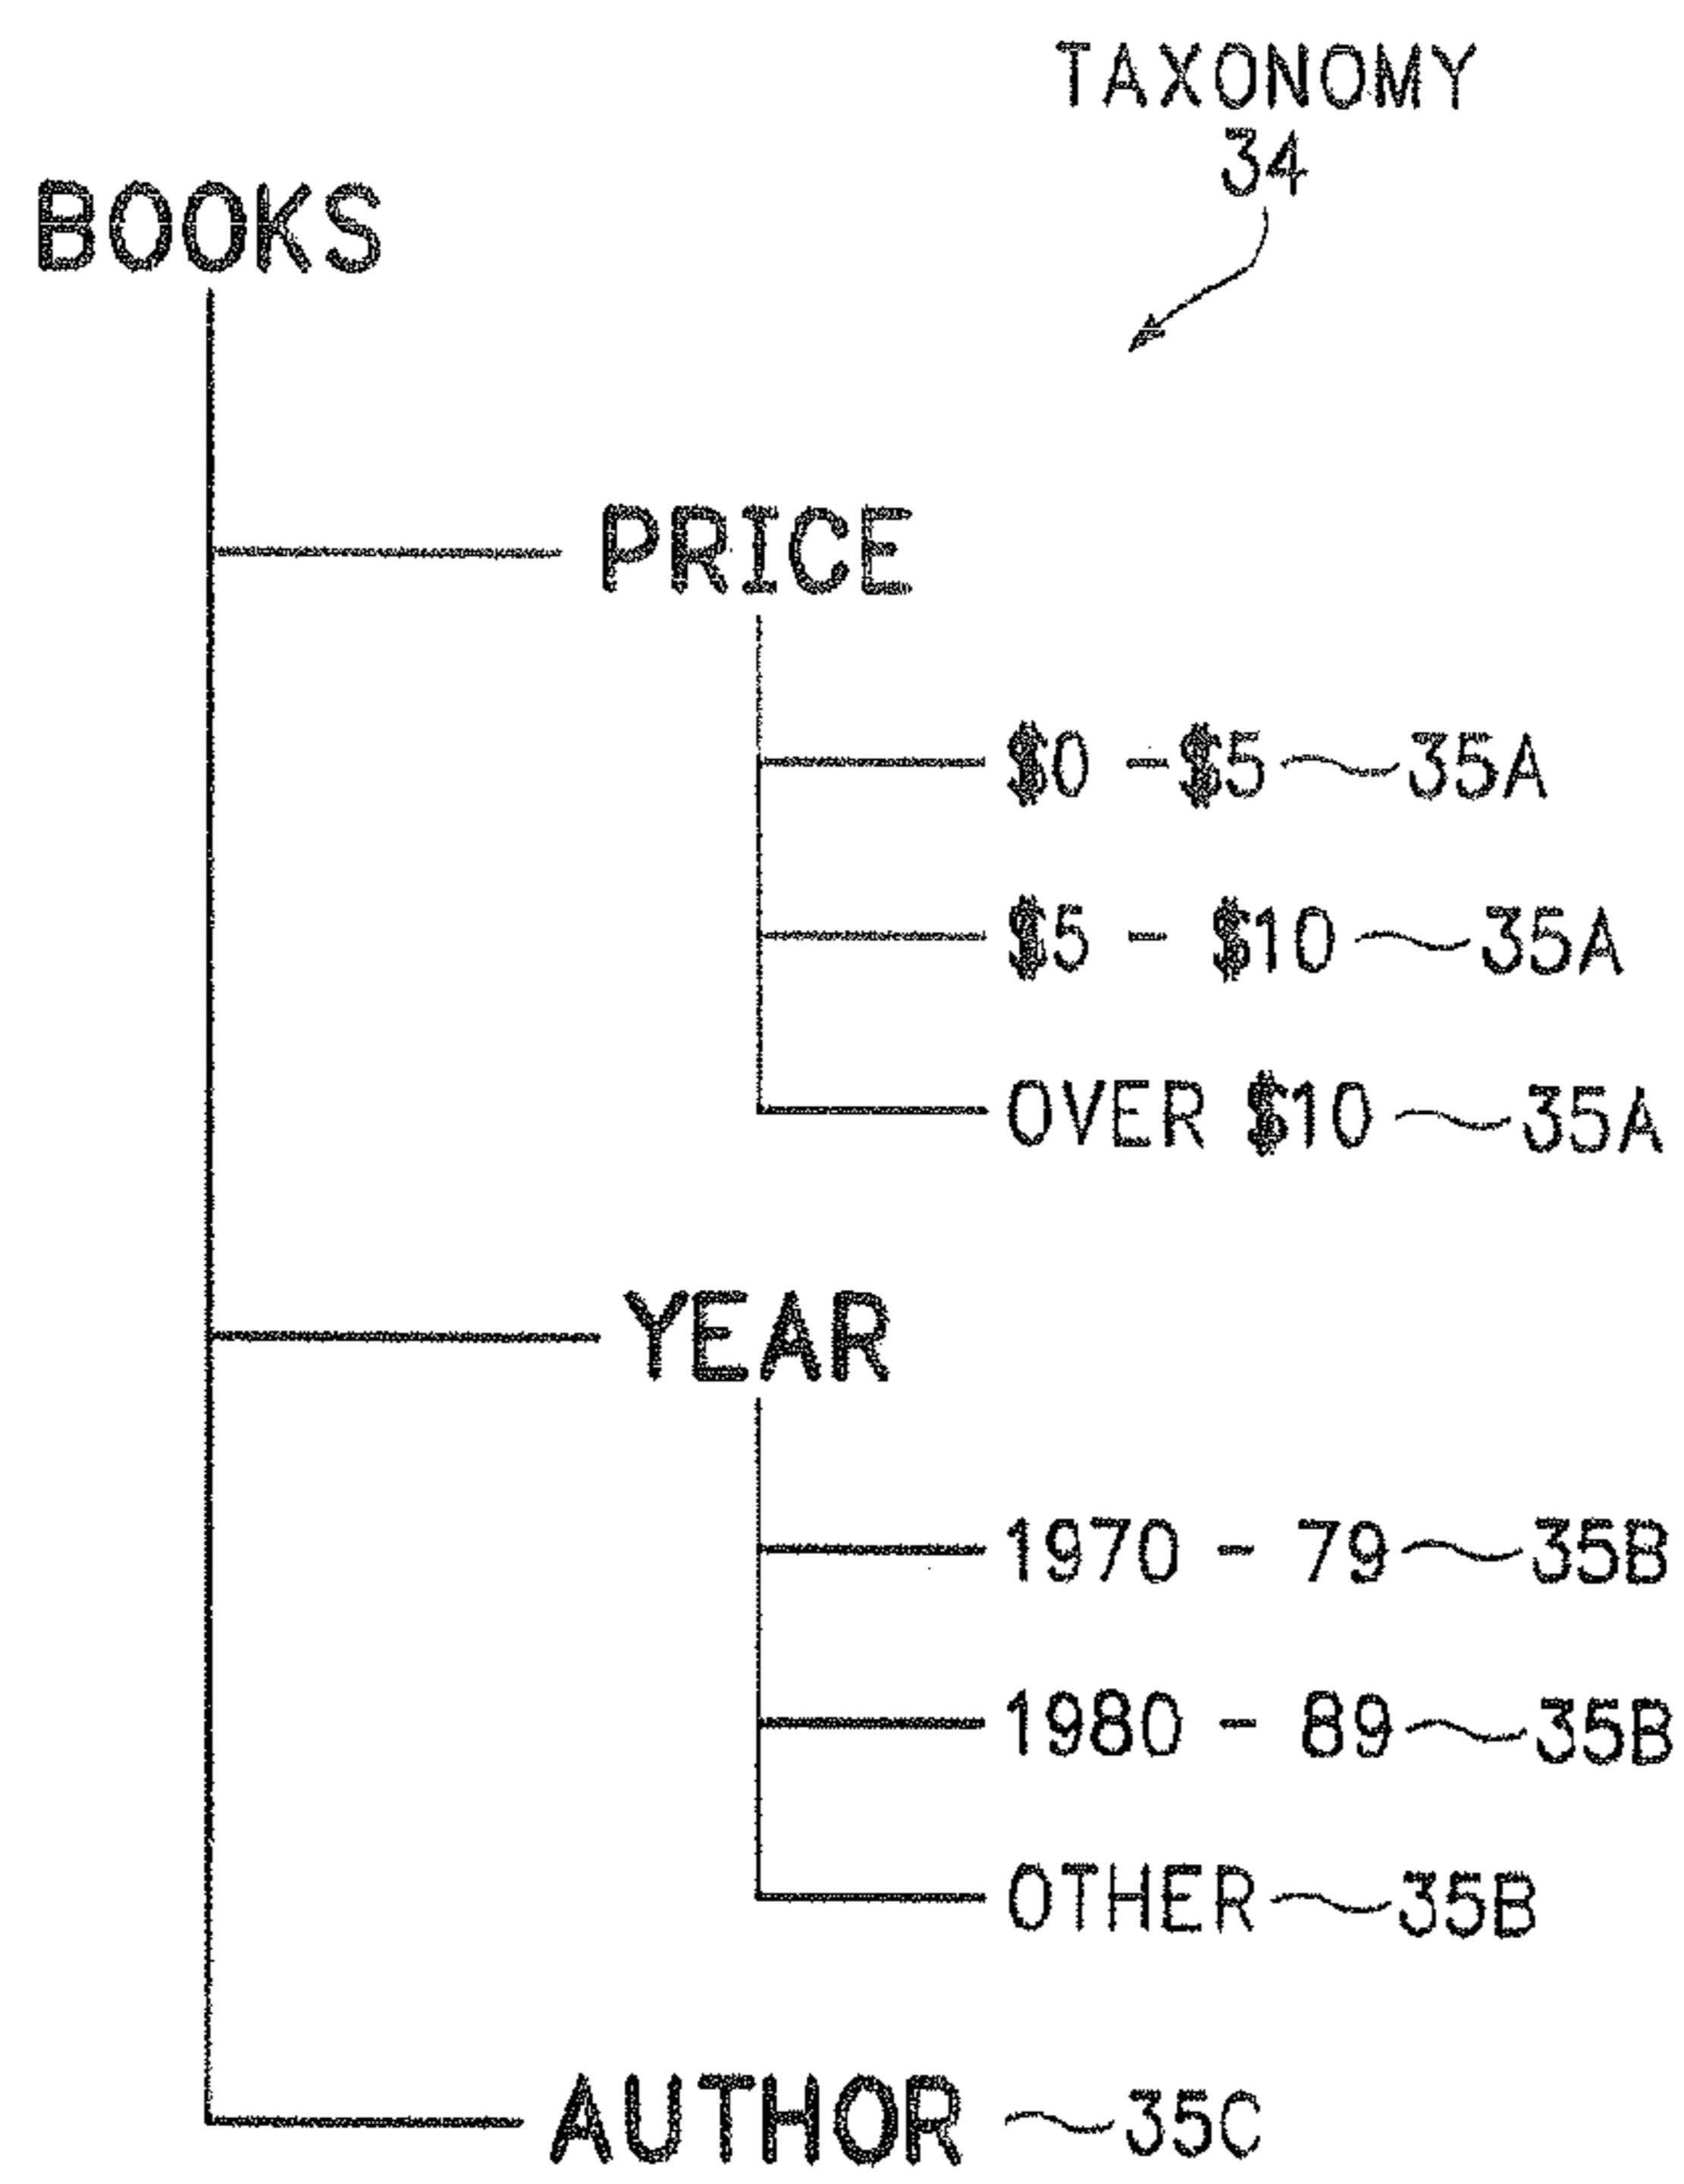 TAXONOMY
34
BOOKS
PRICE
$0 -$5 35A
$5 - $10 35A
OVER $10 35A
YEAR
1970 - 79 35B
1980 - 89 35B
OTHER 35B
AUTHOR 35C